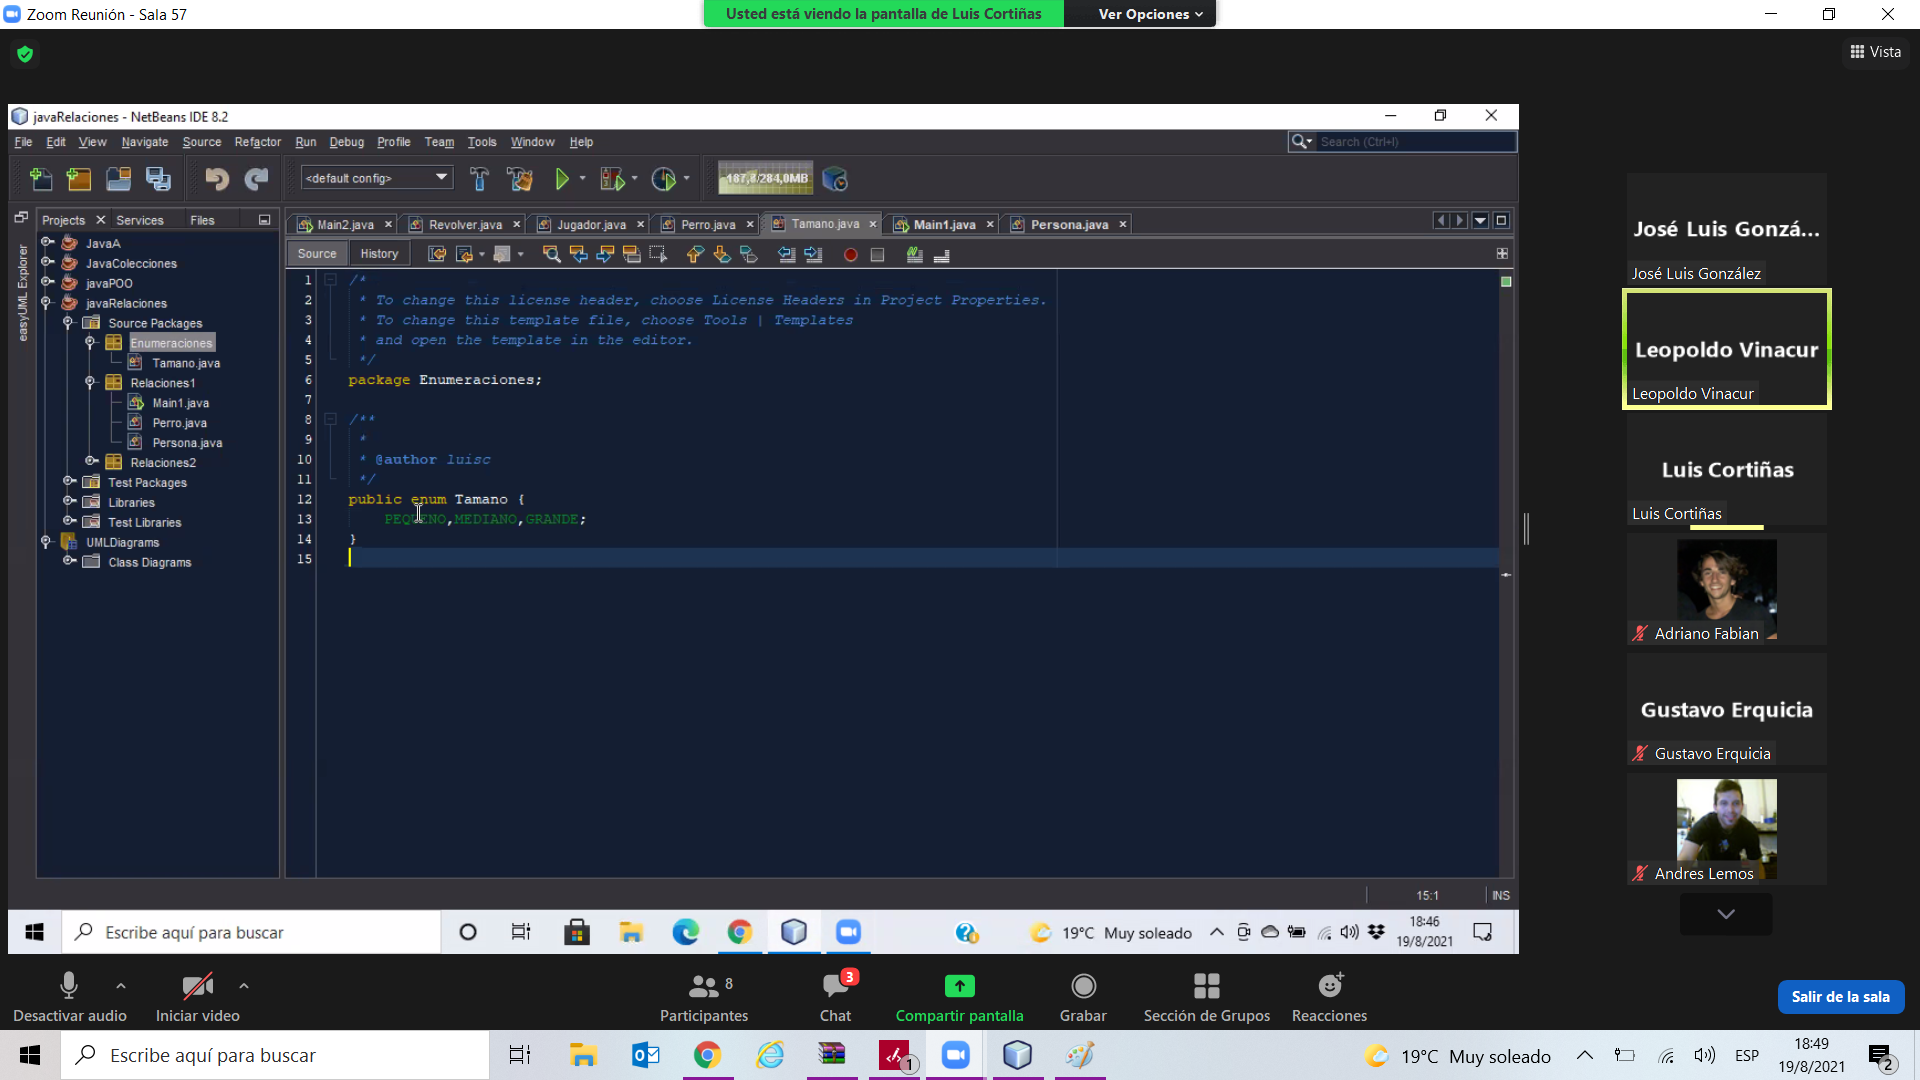 Zoom Reunión - Sala 57
Usted está viendo la pantalla de Luis Cortiñas
Ver Opciones
Vista
javaRelaciones - NetBeans IDE 8.2
File Edit View Navigate Source Refactor Run Debug Profile Team Tools Window Help
Search (Ctrl+I)
<default config>
187,8/284,0MB
Projects Services Files
Main2.java Revolver.java Jugador.java Perro.java Tamano.java Main1.java Persona.java
Source History
easyUML Explorer
JavaA
JavaColecciones
javaPOO
javaRelaciones
Source Packages
Enumeraciones
Tamano.java
Relaciones1
Main1.java
Perro.java
Persona.java
Relaciones2
Test Packages
Libraries
Test Libraries
UMLDiagrams
Class Diagrams
1 /*
2 * To change this license header, choose License Headers in Project Properties.
3 * To change this template file, choose Tools | Templates
4 * and open the template in the editor.
5 */
6 package Enumeraciones;
7
8 /**
9 *
10 * @author luisc
11 */
12 public enum Tamano {
13 PEQUENO,MEDIANO,GRANDE;
14 }
15
15:1 INS
Escribe aquí para buscar
19°C Muy soleado
18:46
19/8/2021
José Luis Gonzá...
José Luis González
Leopoldo Vinacur
Leopoldo Vinacur
Luis Cortiñas
Luis Cortiñas
Adriano Fabian
Gustavo Erquicia
Gustavo Erquicia
Andres Lemos
Desactivar audio
Iniciar video
8
Participantes
3
Chat
Compartir pantalla
Grabar
Sección de Grupos
Reacciones
Salir de la sala
Escribe aquí para buscar
1
19°C Muy soleado
ESP
18:49
19/8/2021
2